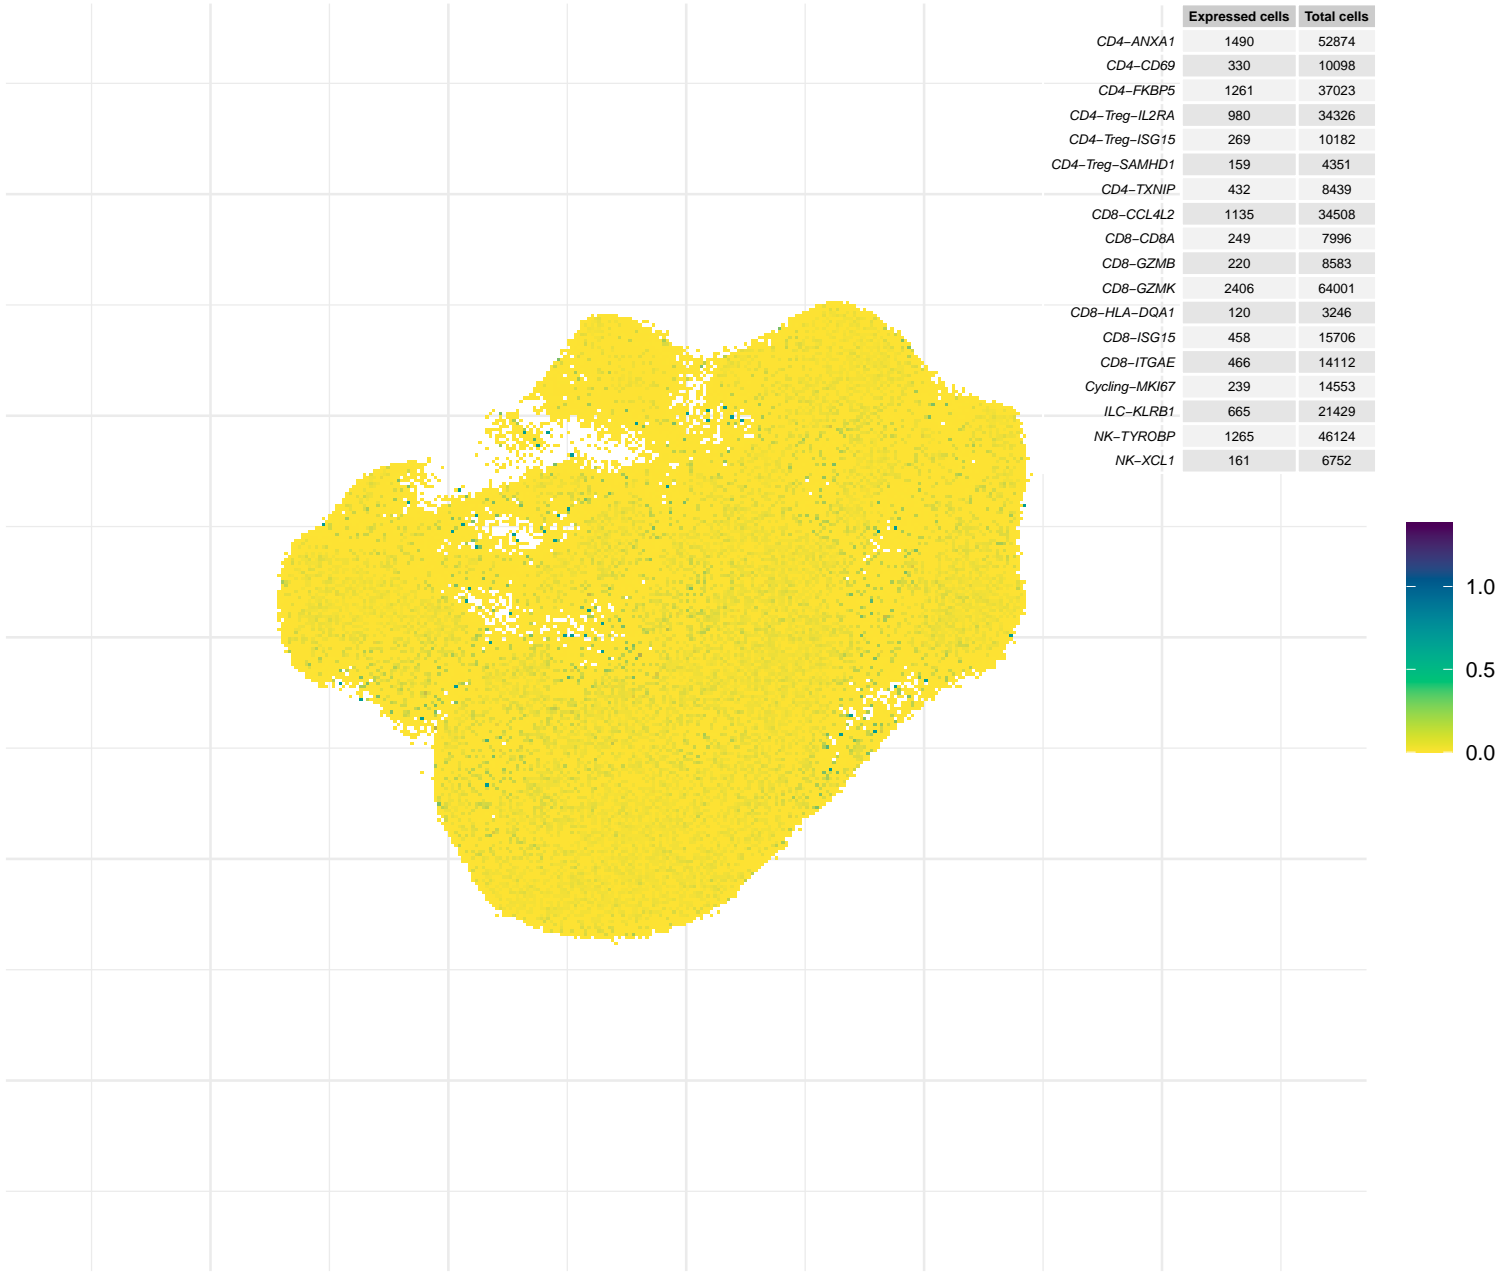 Expressed cells Total cells
CD4−ANXA1 1490 52874
CD4−CD69 330 10098
CD4−FKBP5 1261 37023
CD4−Treg−IL2RA 980 34326
CD4−Treg−ISG15 269 10182
CD4−Treg−SAMHD1 159 4351
CD4−TXNIP 432 8439
CD8−CCL4L2 1135 34508
CD8−CD8A 249 7996
CD8−GZMB 220 8583
CD8−GZMK 2406 64001
CD8−HLA−DQA1 120 3246
CD8−ISG15 458 15706
CD8−ITGAE 466 14112
Cycling−MKI67 239 14553
ILC−KLRB1 665 21429
NK−TYROBP 1265 46124
NK−XCL1 161 6752
1.0
0.5
0.0